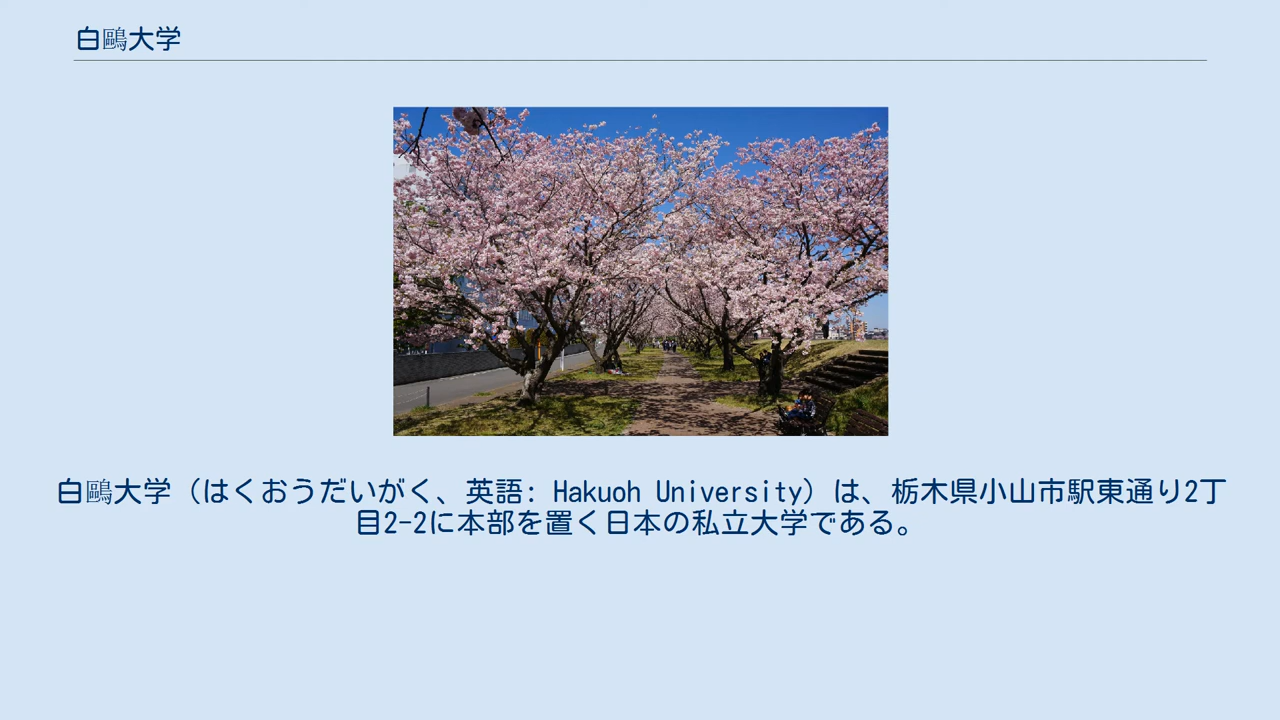 白鷗大学
白鷗大学（はくおうだいがく、英語: Hakuoh University）は、栃木県小山市駅東通り2丁
目2-2に本部を置く日本の私立大学である。